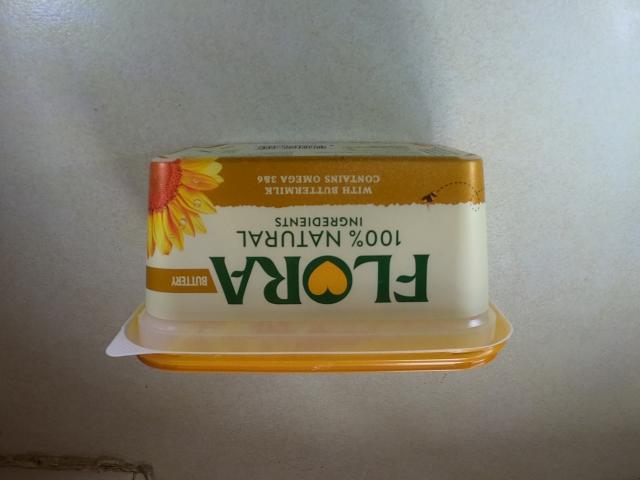 FLORA
BUTTERY
100% NATURAL
INGREDIENTS
WITH BUTTERMILK
CONTAINS OMEGA 3&6